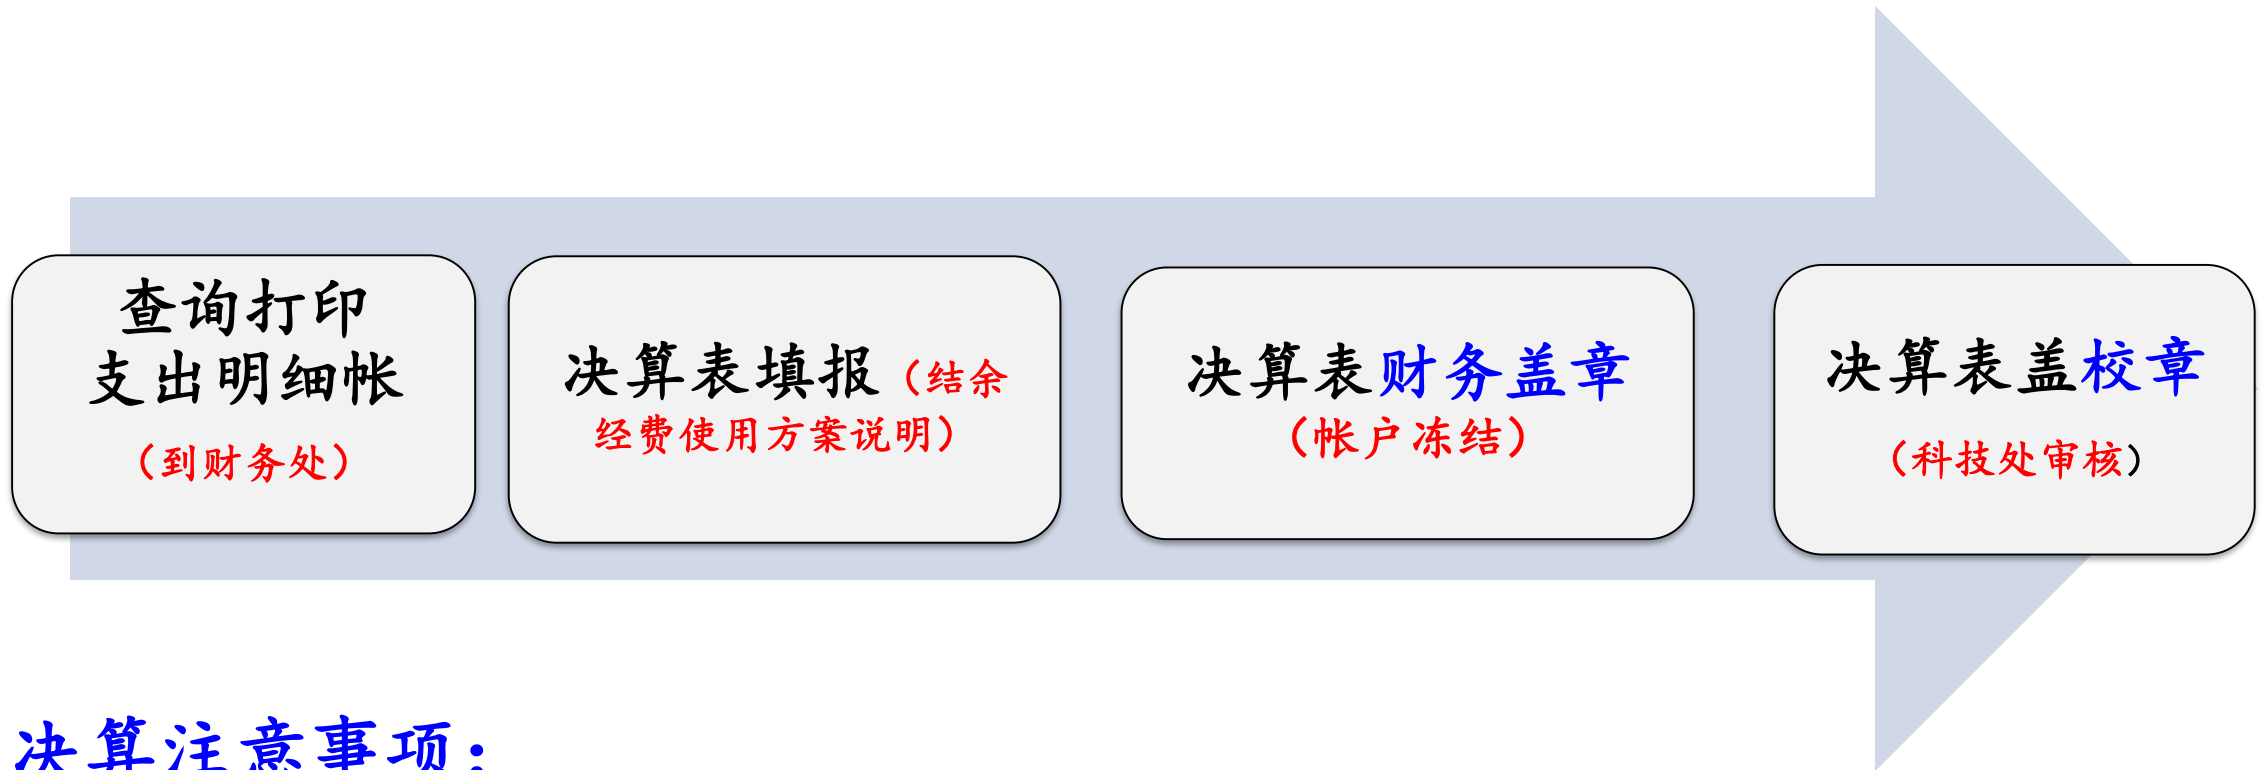 查询打印
支出明细帐
（到财务处）
决算表填报（结余
经费使用方案说明）
决算表财务盖章
（帐户冻结）
决算表盖校章
（科技处审核）
决算注意事项：